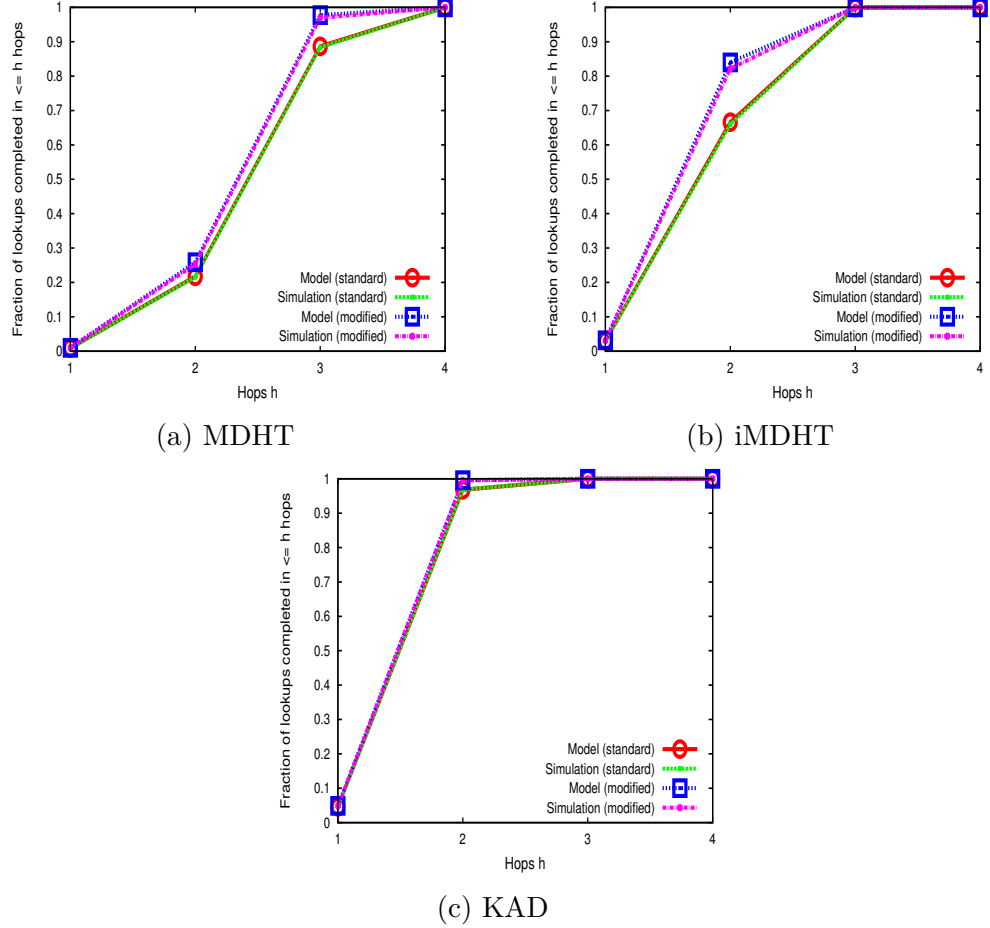 Fraction of lookups completed in <= h hops
1
0.9
0.8
0.7
0.6
0.5
0.4
0.3
0.2
0.1
0
1 2 3 4
Hops h
Model (standard)
Simulation (standard)
Model (modified)
Simulation (modified)
(a) MDHT
Fraction of lookups completed in <= h hops
1
0.9
0.8
0.7
0.6
0.5
0.4
0.3
0.2
0.1
0
1 2 3 4
Hops h
Model (standard)
Simulation (standard)
Model (modified)
Simulation (modified)
(b) iMDHT
Fraction of lookups completed in <= h hops
1
0.9
0.8
0.7
0.6
0.5
0.4
0.3
0.2
0.1
0
1 2 3 4
Hops h
Model (standard)
Simulation (standard)
Model (modified)
Simulation (modified)
(c) KAD